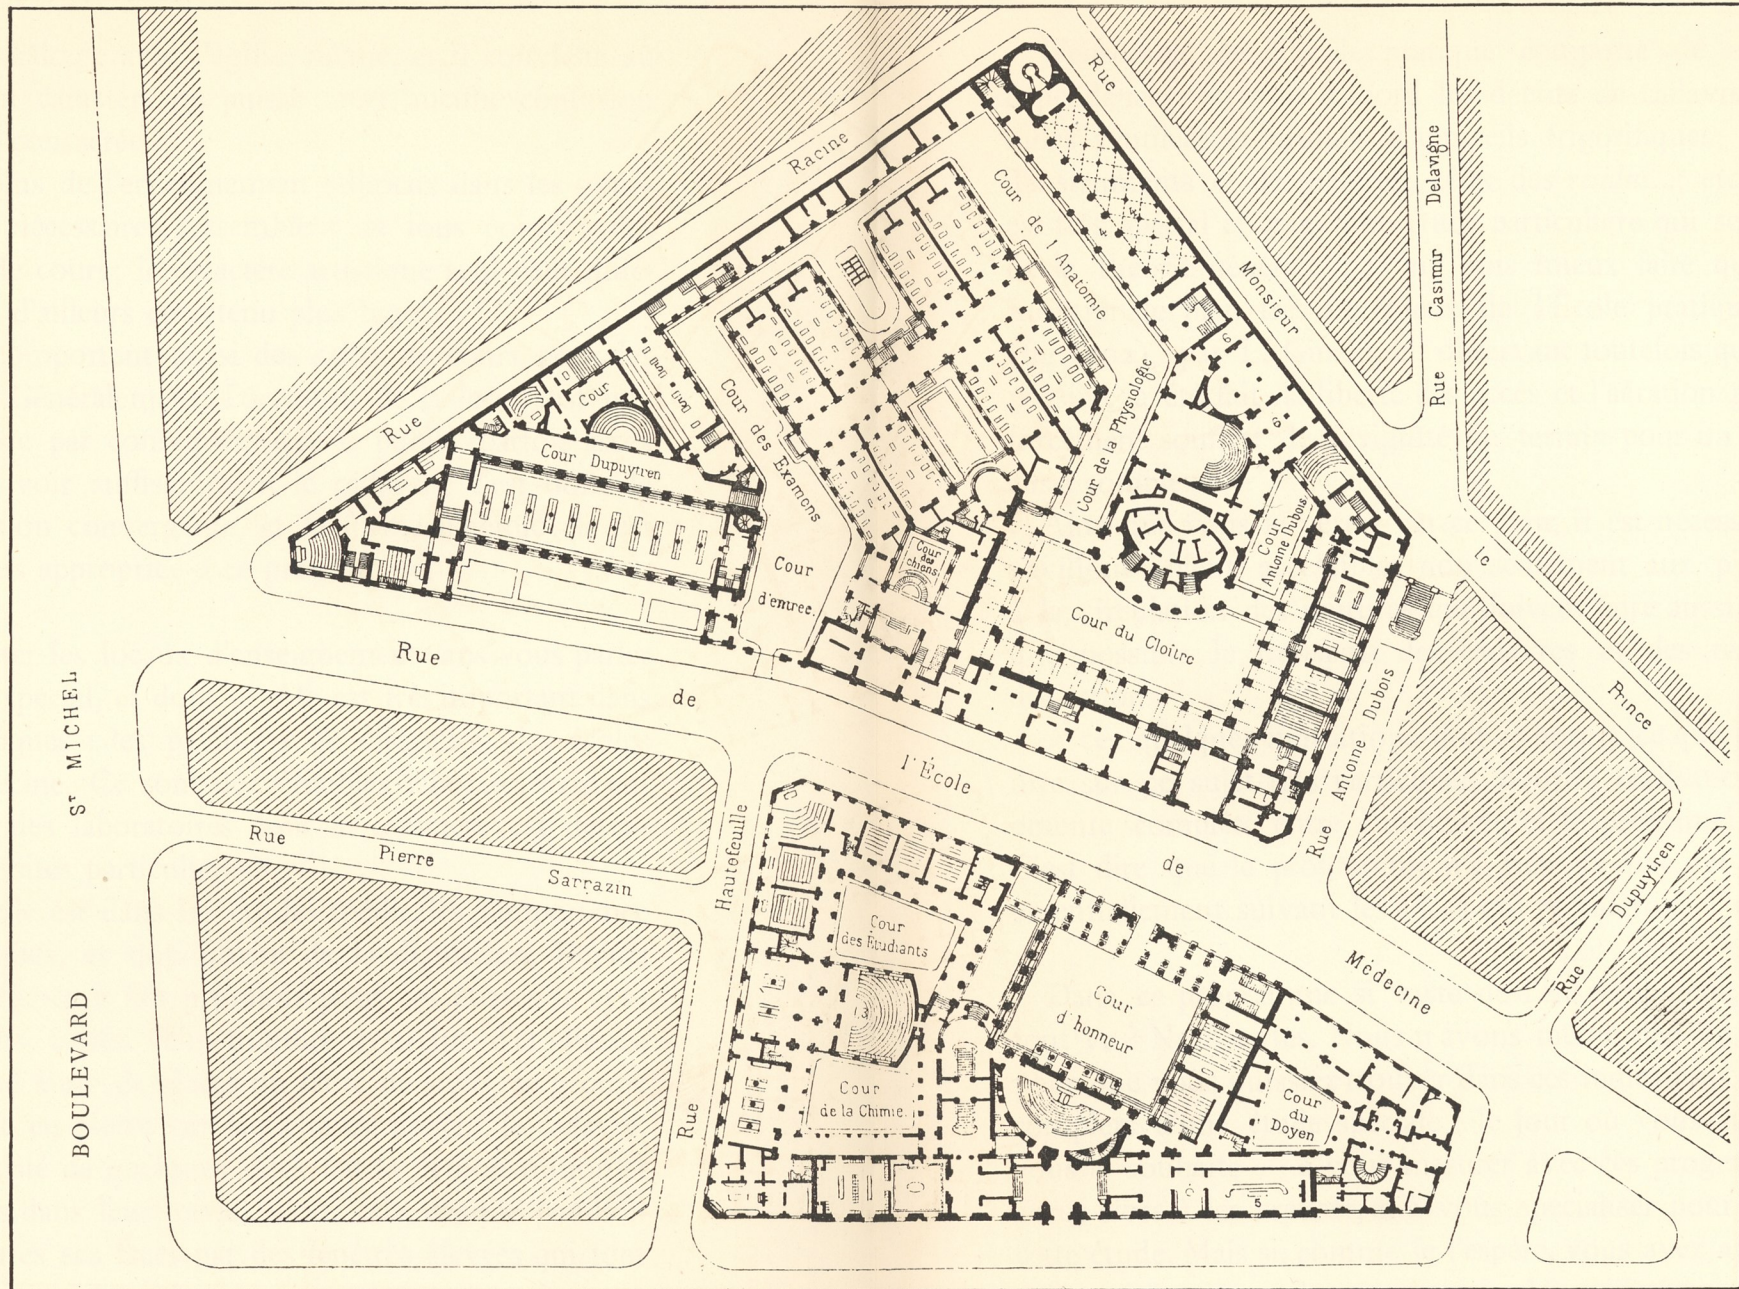 Rue Racine
Rue Monsieur le Prince
Rue Casimir Delavigne
Cour de l'Anatomie
4
6
6
Cour
Cour Dupuytren
Cour des Examens
Cour de la Physiologie
Cour
Antoine Dubois
Cour
des
chiens
Cour
d'entrée.
Cour du Cloître
Rue Antoine Dubois
Rue de l'École de Médecine
Rue Dupuytren
BOULEVARD ST MICHEL
Rue Pierre Sarrazin
Rue Hautefeuille
Cour
des Étudiants
13
Cour
de la Chimie.
Cour
d'honneur
10
Cour
du
Doyen
5